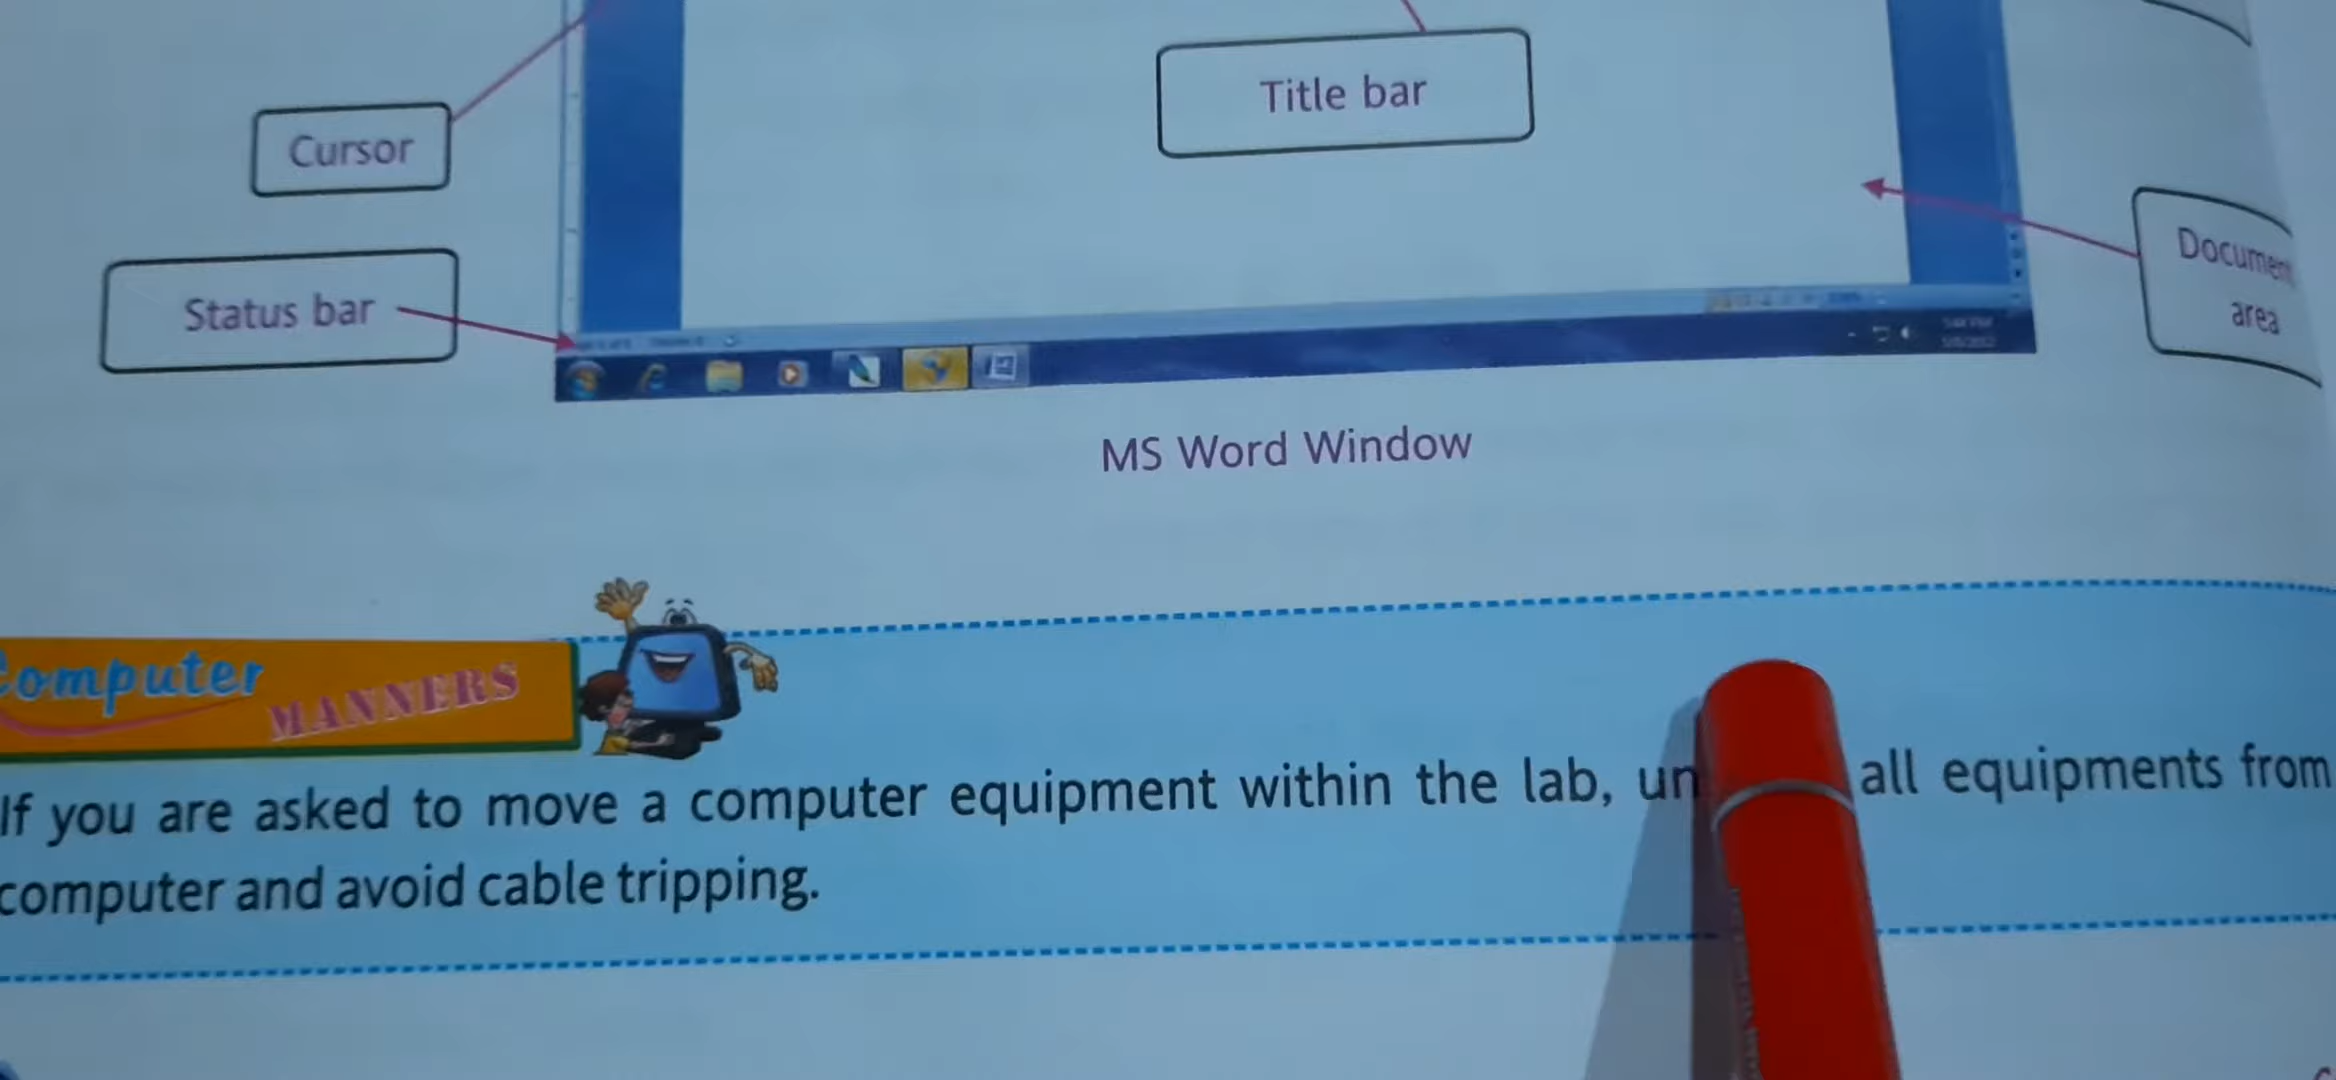 Title bar
Cursor
Document
area
Status bar
MS Word Window
Computer
MANNERS
If you are asked to move a computer equipment within the lab, un all equipments from
computer and avoid cable tripping.